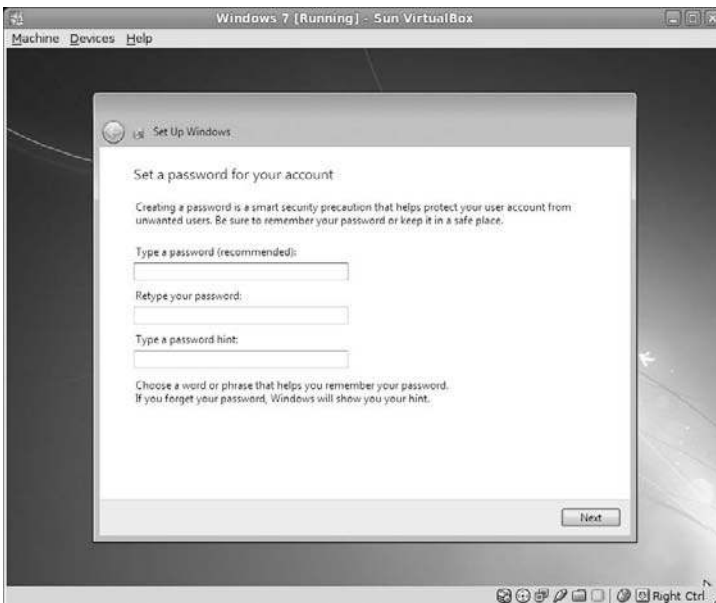 Windows 7 [Running] - Sun VirtualBox
Machine Devices Help
Set Up Windows
Set a password for your account
Creating a password is a smart security precaution that helps protect your user account from
unwanted users. Be sure to remember your password or keep it in a safe place.
Type a password (recommended):
Retype your password:
Type a password hint:
Choose a word or phrase that helps you remember your password.
If you forget your password, Windows will show you your hint.
Next
Right Ctrl